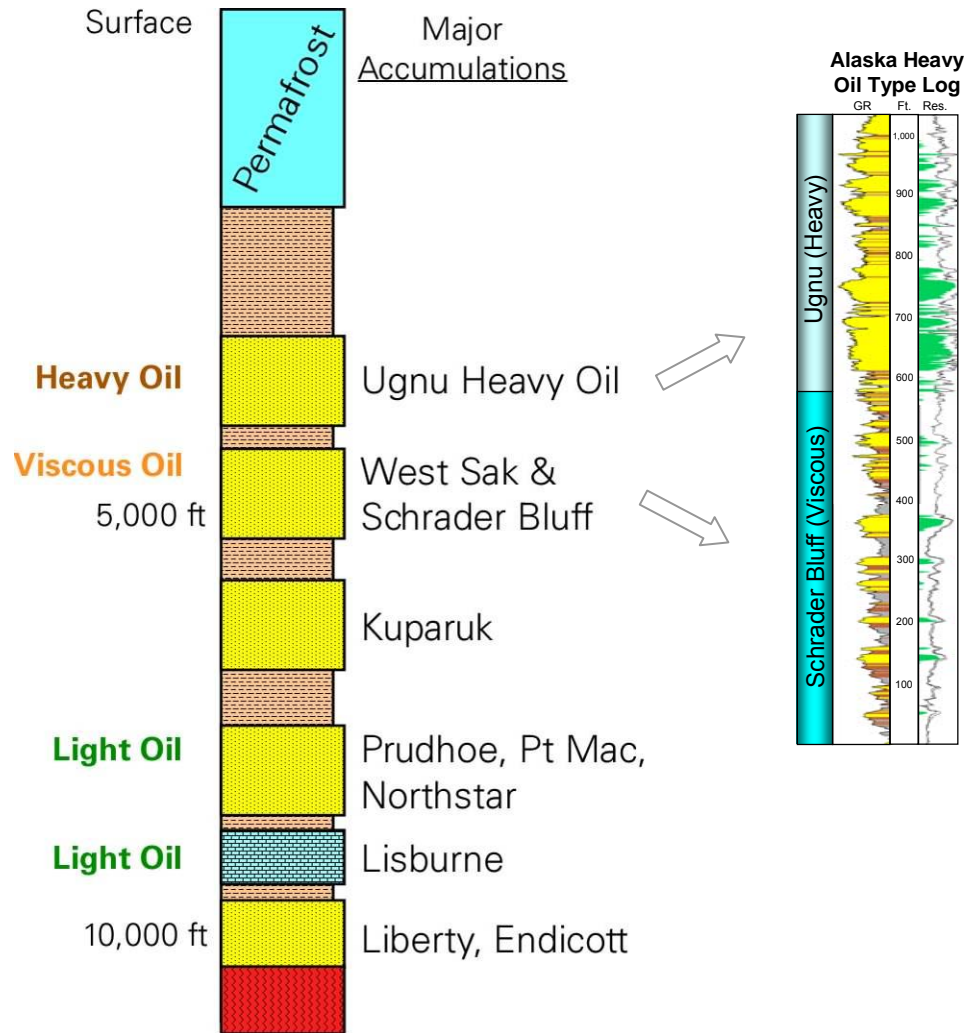 Surface
Major
Accumulations
Permafrost
Heavy Oil
Ugnu Heavy Oil
Viscous Oil
5,000 ft
West Sak &
Schrader Bluff
Kuparuk
Light Oil
Prudhoe, Pt Mac,
Northstar
Light Oil
Lisburne
10,000 ft
Liberty, Endicott
Alaska Heavy
Oil Type Log
GR Ft. Res.
Ugnu (Heavy)
Schrader Bluff (Viscous)
1,000
900
800
700
600
500
400
300
200
100